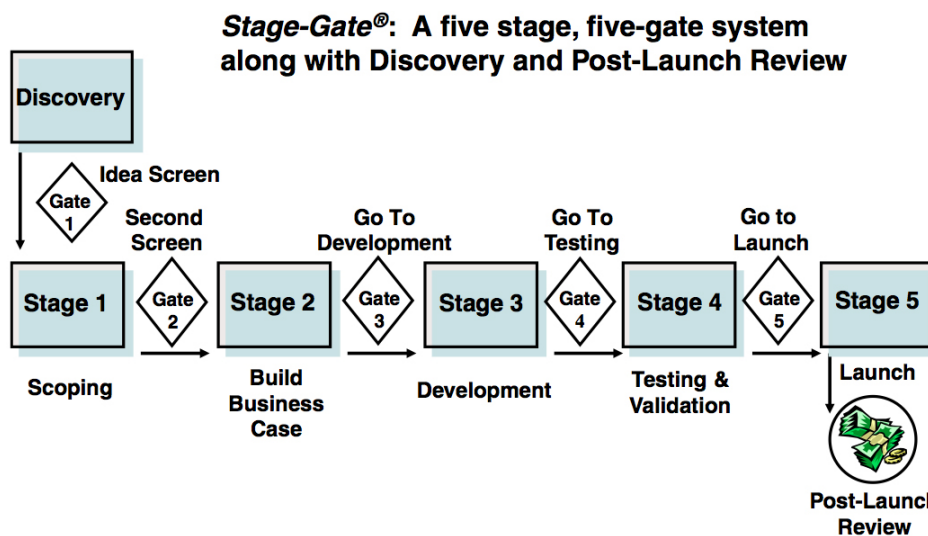 Stage-Gate®: A five stage, five-gate system
along with Discovery and Post-Launch Review
Discovery
Idea Screen
Gate
1
Second
Screen
Go To
Development
Go To
Testing
Go to
Launch
Stage 1
Gate
2
Stage 2
Gate
3
Stage 3
Gate
4
Stage 4
Gate
5
Stage 5
Scoping
Build
Business
Case
Development
Testing &
Validation
Launch
Post-Launch
Review